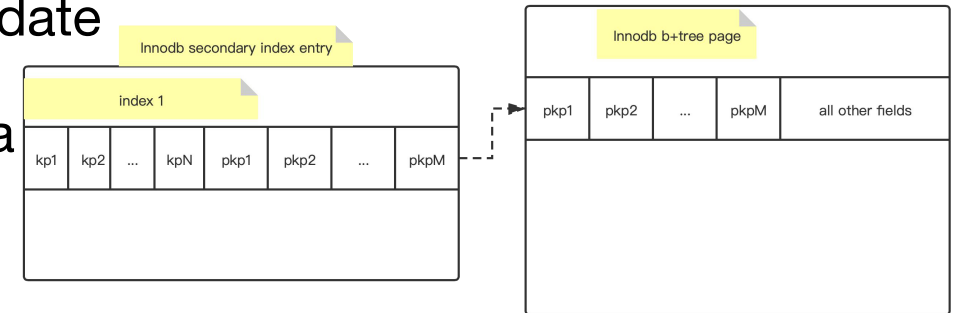 date
a
Innodb secondary index entry
index 1
kp1 kp2 ... kpN pkp1 pkp2 ... pkpM
Innodb b+tree page
pkp1 pkp2 ... pkpM all other fields